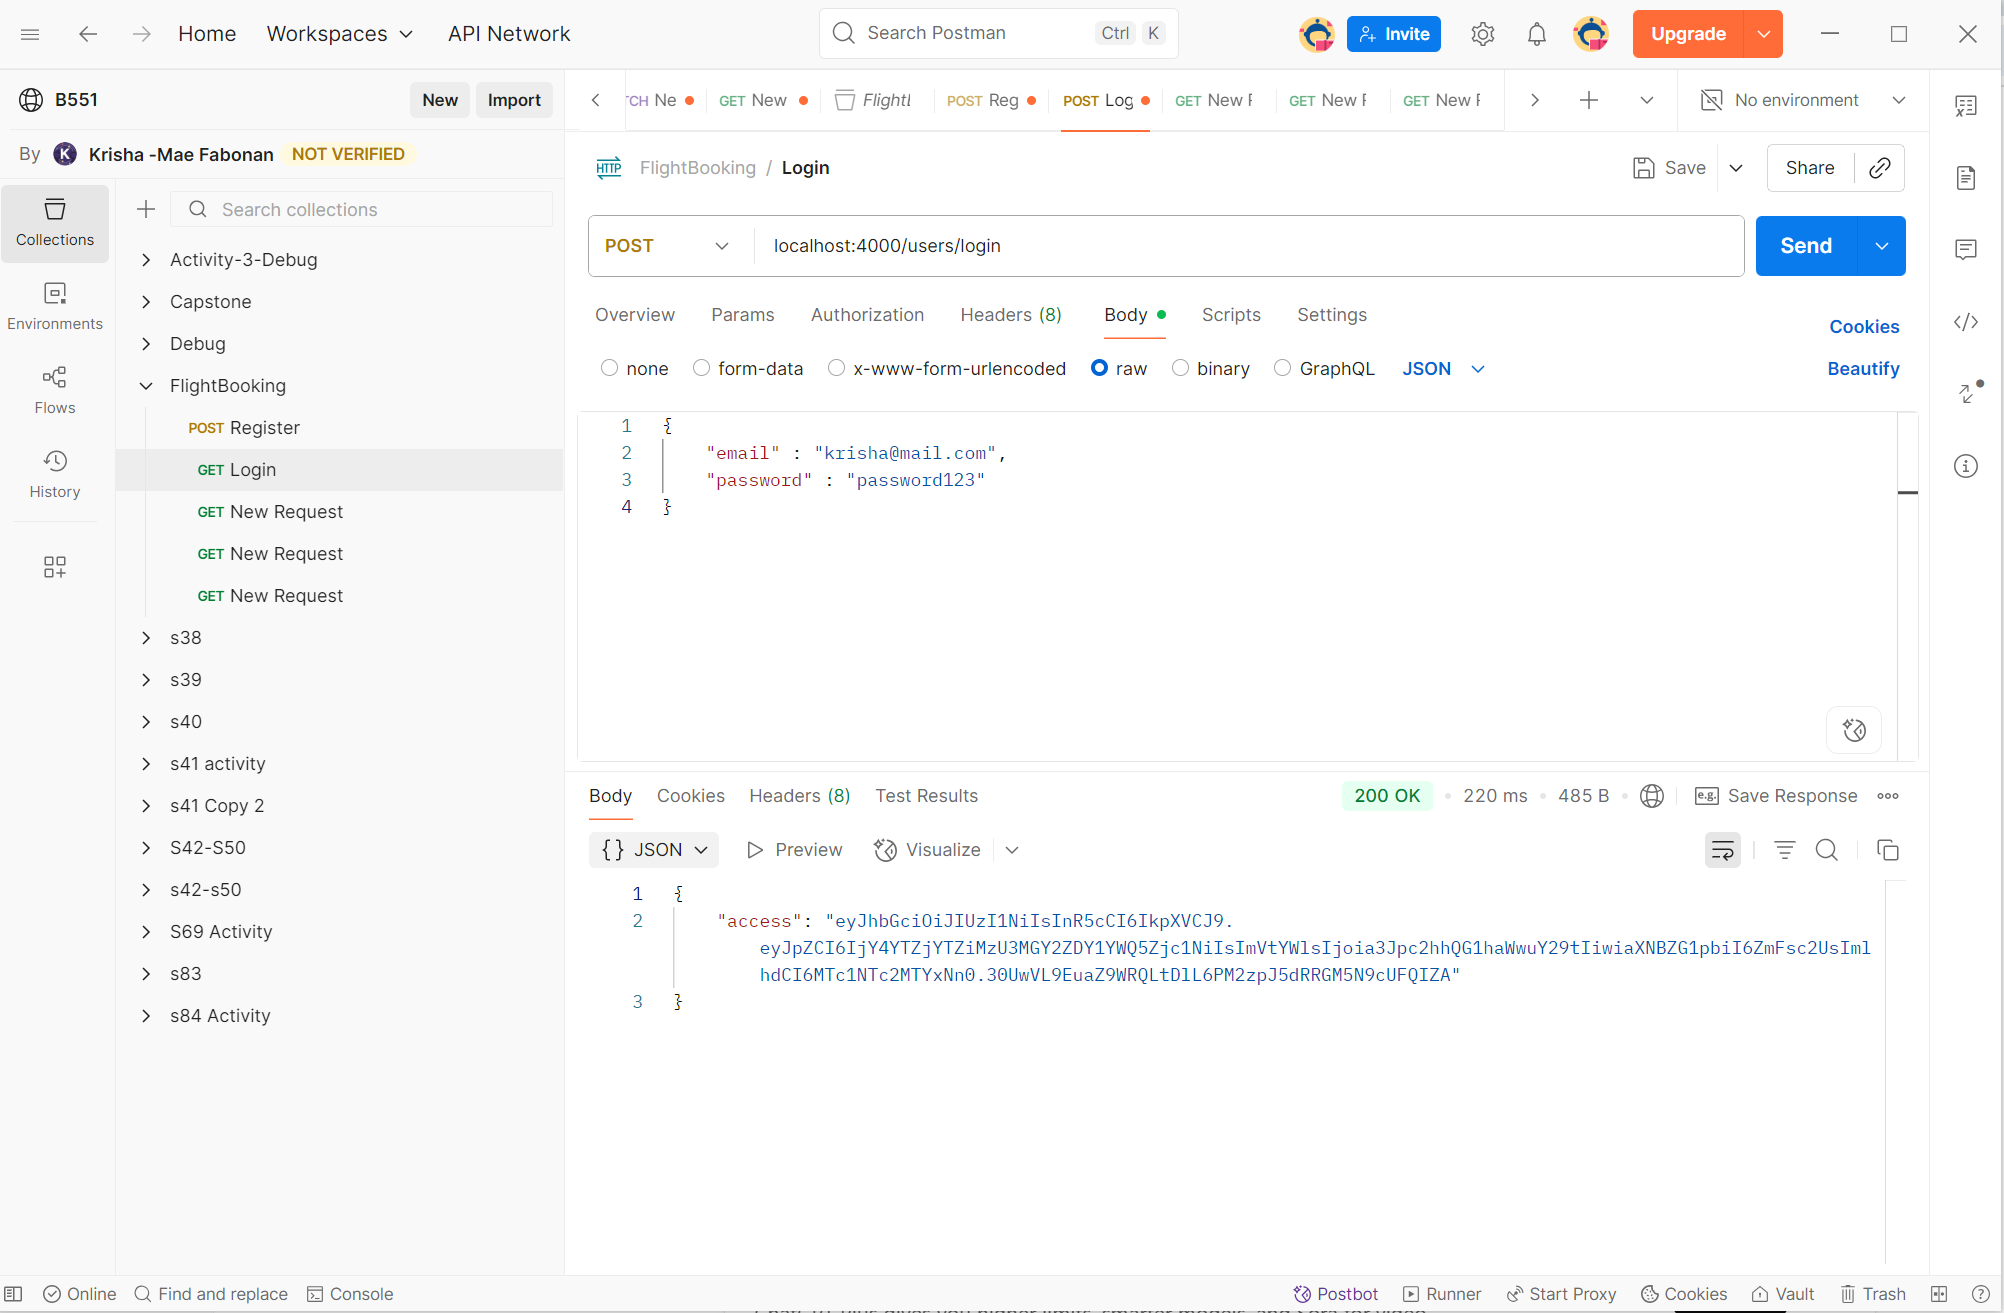 Home Workspaces API Network Search Postman Ctrl K Invite Upgrade
B551 New Import
By K Krisha -Mae Fabonan NOT VERIFIED
TCH Ne GET New Flight POST Reg POST Log GET New GET New GET New No environment
Collections
Environments
Flows
History
Search collections
Activity-3-Debug
Capstone
Debug
FlightBooking
POST Register
GET Login
GET New Request
GET New Request
GET New Request
s38
s39
s40
s41 activity
s41 Copy 2
S42-S50
s42-s50
S69 Activity
s83
s84 Activity
HTTP FlightBooking / Login Save Share
POST localhost:4000/users/login Send
Overview Params Authorization Headers (8) Body Scripts Settings Cookies
none form-data x-www-form-urlencoded raw binary GraphQL JSON Beautify
1 {
2 "email" : "krisha@mail.com",
3 "password" : "password123"
4 }
Body Cookies Headers (8) Test Results 200 OK 220 ms 485 B e.g. Save Response
{} JSON Preview Visualize
1 {
2 "access": "eyJhbGciOiJIUzI1NiIsInR5cCI6IkpXVCJ9.
eyJpZCI6IjY4YTZjYTZiMzU3MGY2ZDY1YWQ5Zjc1NiIsImVtYWlsIjoia3Jpc2hhQG1haWwuY29tIiwiaXNBZG1pbiI6ZmFsc2UsIml
hdCI6MTc1NTc2MTYxNn0.30UwVL9EuaZ9WRQLtDlL6PM2zpJ5dRRGM5N9cUFQIZA"
3 }
Online Find and replace Console Postbot Runner Start Proxy Cookies Vault Trash